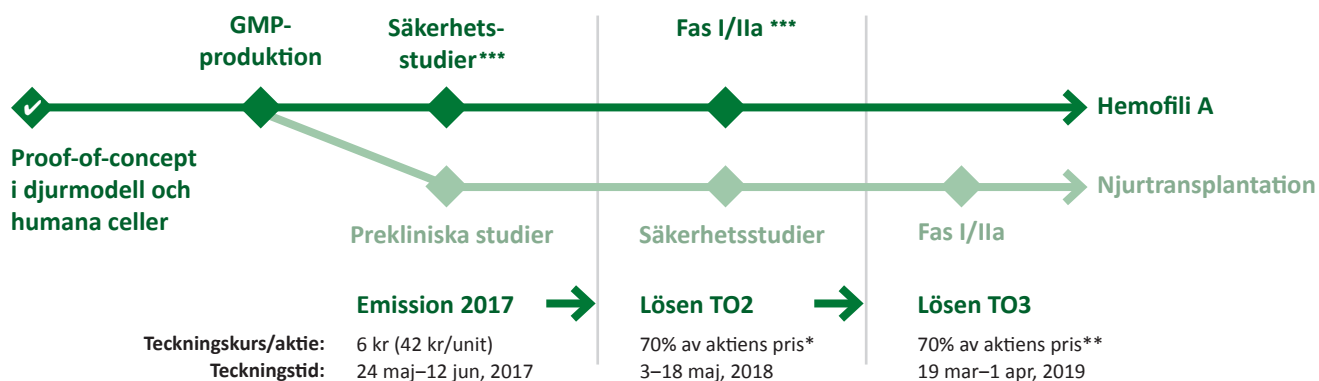 GMP-
produktion
Säkerhets-
studier***
Fas I/IIa ***
Hemofili A
Proof-of-concept
i djurmodell och
humana celler
Njurtransplantation
Prekliniska studier
Säkerhetsstudier
Fas I/IIa
Emission 2017
Lösen TO2
Lösen TO3
Teckningskurs/aktie: 6 kr (42 kr/unit) 70% av aktiens pris* 70% av aktiens pris**
Teckningstid: 24 maj–12 jun, 2017 3–18 maj, 2018 19 mar–1 apr, 2019